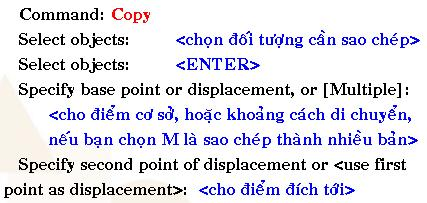 Command: Copy
Select objects: <chọn đối tượng cần sao chép>
Select objects: <ENTER>
Specify base point or displacement, or [Multiple]:
<cho điểm cơ sở, hoặc khoảng cách di chuyển,
nếu bạn chọn M là sao chép thành nhiều bản>
Specify second point of displacement or <use first
point as displacement>: <cho điểm đích tới>